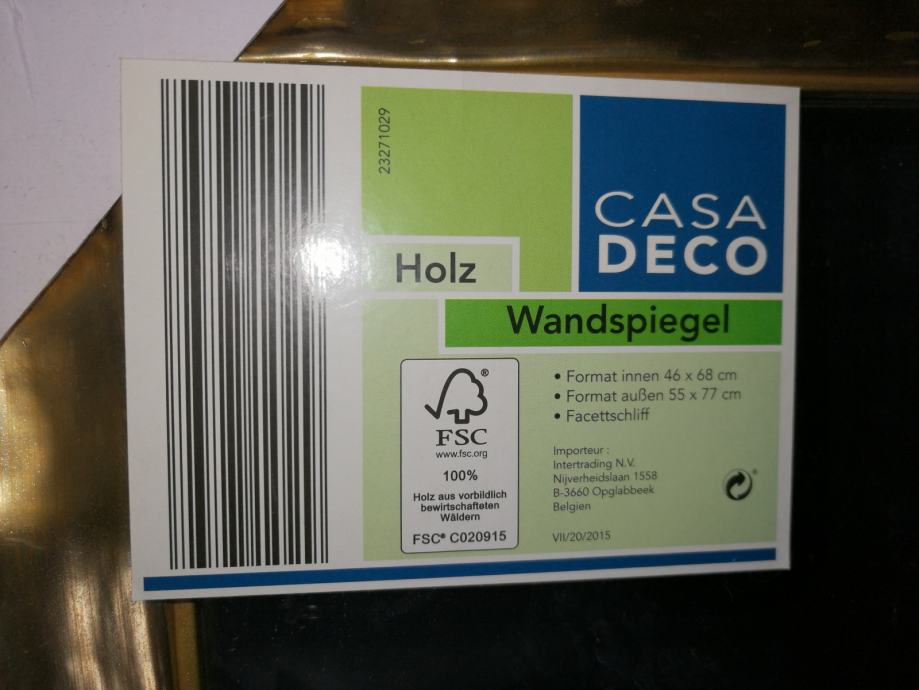 23271029
CASA
DECO
Holz
Wandspiegel
• Format innen 46 x 68 cm
• Format außen 55 x 77 cm
• Facettschliff
®
FSC
www.fsc.org
100%
Holz aus vorbildlich
bewirtschafteten
Wäldern
FSC® C020915
Importeur :
Intertrading N.V.
Nijverheidslaan 1558
B-3660 Opglabbeek
Belgien
VII/20/2015